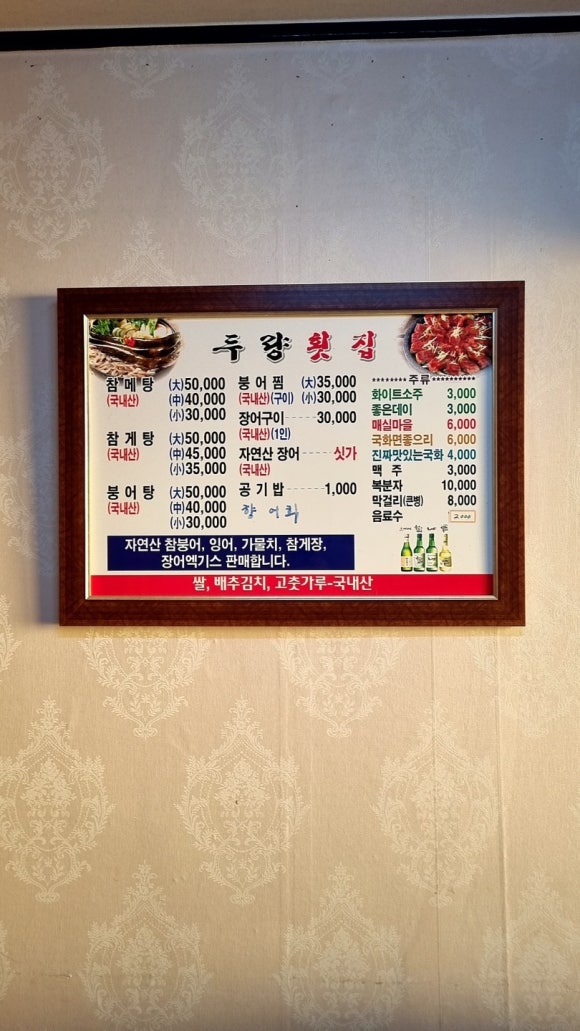 두량횟집
참메탕 (大)50,000
(국내산) (中)40,000
(小)30,000
참게탕 (大)50,000
(국내산) (中)45,000
(小)35,000
붕어탕 (大)50,000
(국내산) (中)40,000
(小)30,000
붕어찜 (大)35,000
(국내산)(구이) (小)30,000
장어구이 30,000
(국내산)(1인)
자연산 장어 싯가
(국내산)
공기밥 1,000
향어회
********주류**********
화이트소주 3,000
좋은데이 3,000
매실마을 6,000
국화면좋으리 6,000
진짜맛있는국화 4,000
맥주 3,000
복분자 10,000
막걸리(큰병) 8,000
음료수 2000
자연산 참붕어, 잉어, 가물치, 참게장,
장어엑기스 판매합니다.
쌀, 배추김치, 고춧가루-국내산